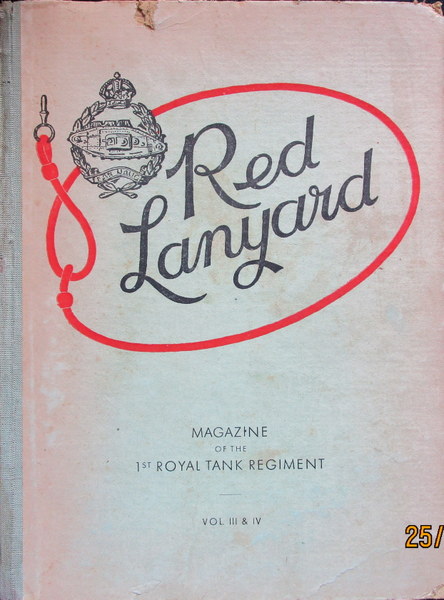 Red
Lanyard
MAGAZINE
OF THE
1ST ROYAL TANK REGIMENT
VOL III & IV
25/